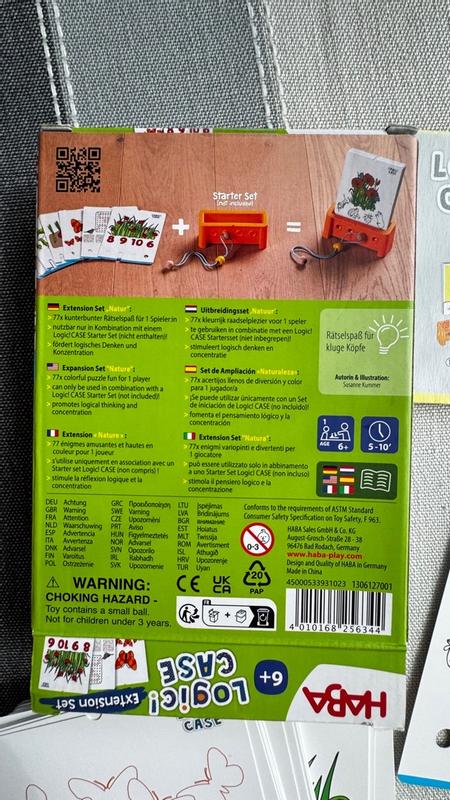 Starter Set
(not included)
+
=
8 9 10 6
Extension Set „Natur“:
> 77x kunterbunter Rätselspaß für 1 Spieler:in
> nutzbar nur in Kombination mit einem
Logic! CASE Starter Set (nicht enthalten)!
> fördert logisches Denken und
Konzentration
Expansion Set "Nature":
> 77x colorful puzzle fun for 1 player
> can only be used in combination with a
Logic! CASE Starter Set (not included)!
> promotes logical thinking and
concentration
Extension « Nature » :
> 77 énigmes amusantes et hautes en
couleur pour 1 joueur
> s'utilise uniquement en association avec un
Starter set Logic! CASE (non compris) !
> stimule la réflexion logique et la
concentration
Uitbreidingsset „Natuur“:
> 77x kleurrijk raadselplezier voor 1 speler
> te gebruiken in combinatie met een Logic!
CASE Startersset (niet inbegrepen)!
> stimuleert logisch denken en
concentratie
Set de Ampliación «Naturaleza»:
> 77x acertijos llenos de diversión y color
para 1 jugador/a
> ¡Se puede utilizar únicamente con un Set
de iniciación de Logic! CASE (no incluido)!
> fomenta el pensamiento lógico y la
concentración
Extension Set "Natura":
> 77x enigmi variopinti e divertenti per
1 giocatore
> può essere utilizzato solo in abbinamento
a uno Starter Set Logic! CASE (non incluso)
> stimola il pensiero logico e la
concentrazione
Rätselspaß für
kluge Köpfe
Autorin & Illustration:
Susanne Kummer
1
AGE 6+
5-10'
DEU Achtung
GBR Warning
FRA Attention
NLD Waarschuwing
ESP Advertencia
ITA Avvertenza
DNK Advarsel
FIN Varoitus
POL Ostrzeżenie
GRC Προειδοποίηση
SWE Varning
CZE Upozornění
PRT Aviso
HUN Figyelmeztetés
NOR Advarsel
SVN Opozorilo
RSL Rabhadh
SVK Upozornenie
LTU Įspėjimas
LVA Brīdinājums
BGR внимание
EST Hoiatus
MLT Twissija
ROM Avertisment
ISL Aðhugið
HRV Upozorenje
TUR Uyarı
Conforms to the requirements of ASTM Standard
Consumer Safety Specification on Toy Safety, F 963.
0-3
HABA Sales GmbH & Co. KG
August-Grosch-Straße 28 - 38
96476 Bad Rodach, Germany
www.haba-play.com
Design and Quality of HABA Germany
Made in China
45000533931023 1306127001
WARNING:
CHOKING HAZARD -
Toy contains a small ball.
Not for children under 3 years.
CE
UK
CA
20
PAP
FR
4 010168 256344
HABA
6+
Logic!
CASE
Extension Set
8 9 10 6
CASE